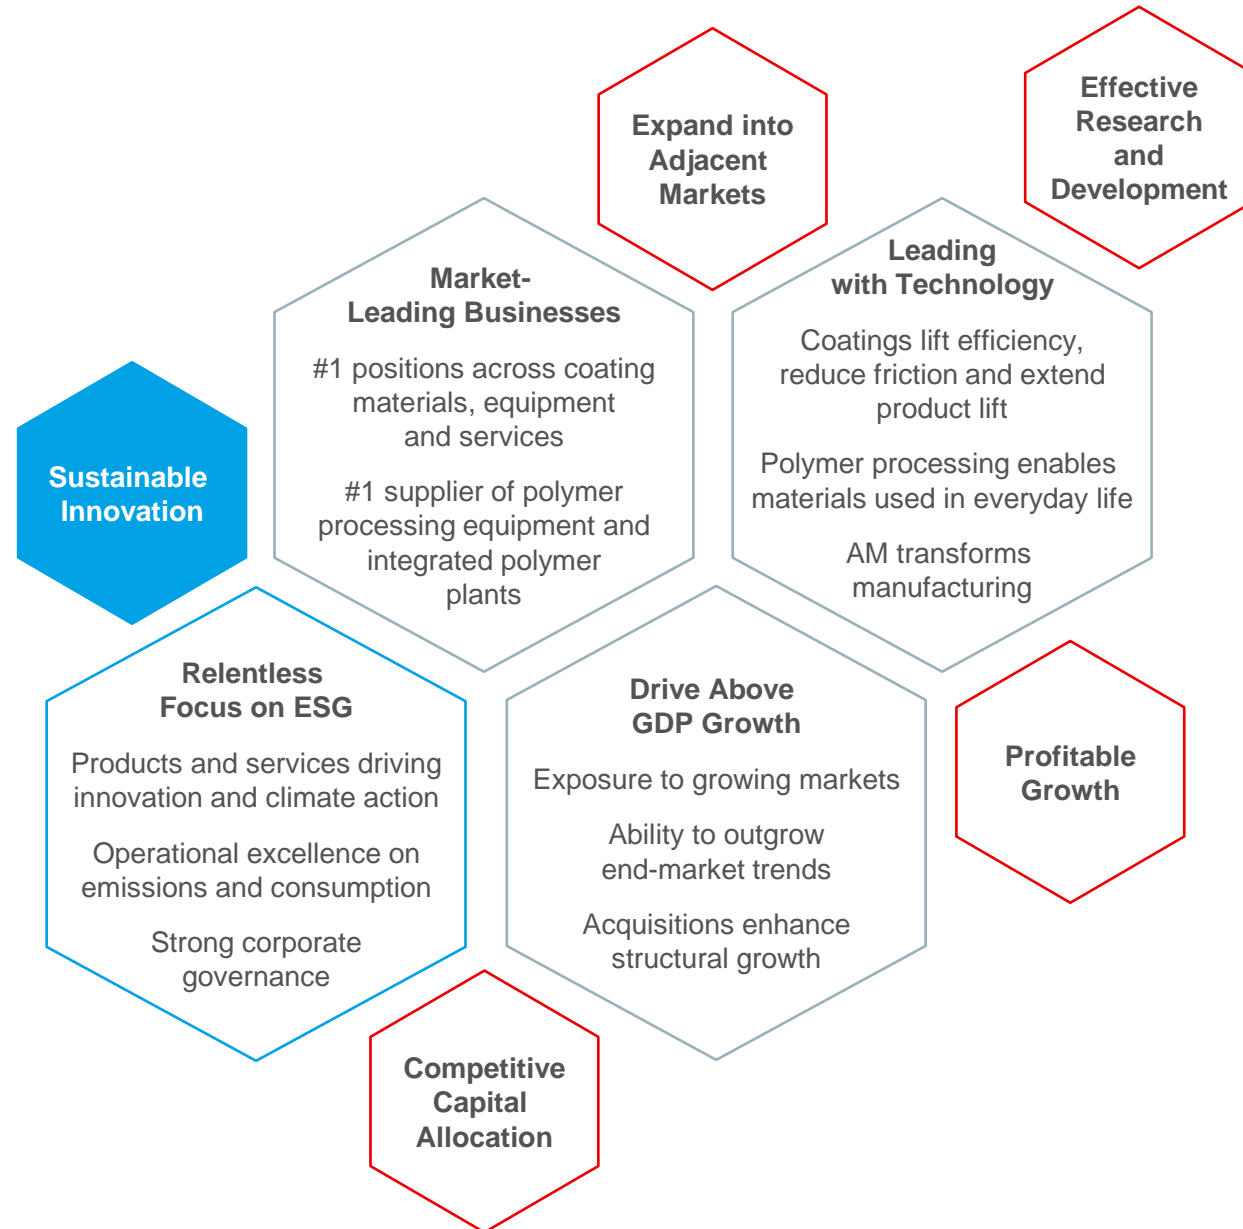 Expand into
Adjacent
Markets
Effective
Research
and
Development
Market-
Leading Businesses
#1 positions across coating
materials, equipment
and services
#1 supplier of polymer
processing equipment and
integrated polymer
plants
Leading
with Technology
Coatings lift efficiency,
reduce friction and extend
product lift
Polymer processing enables
materials used in everyday life
AM transforms
manufacturing
Sustainable
Innovation
Relentless
Focus on ESG
Products and services driving
innovation and climate action
Operational excellence on
emissions and consumption
Strong corporate
governance
Drive Above
GDP Growth
Exposure to growing markets
Ability to outgrow
end-market trends
Acquisitions enhance
structural growth
Profitable
Growth
Competitive
Capital
Allocation